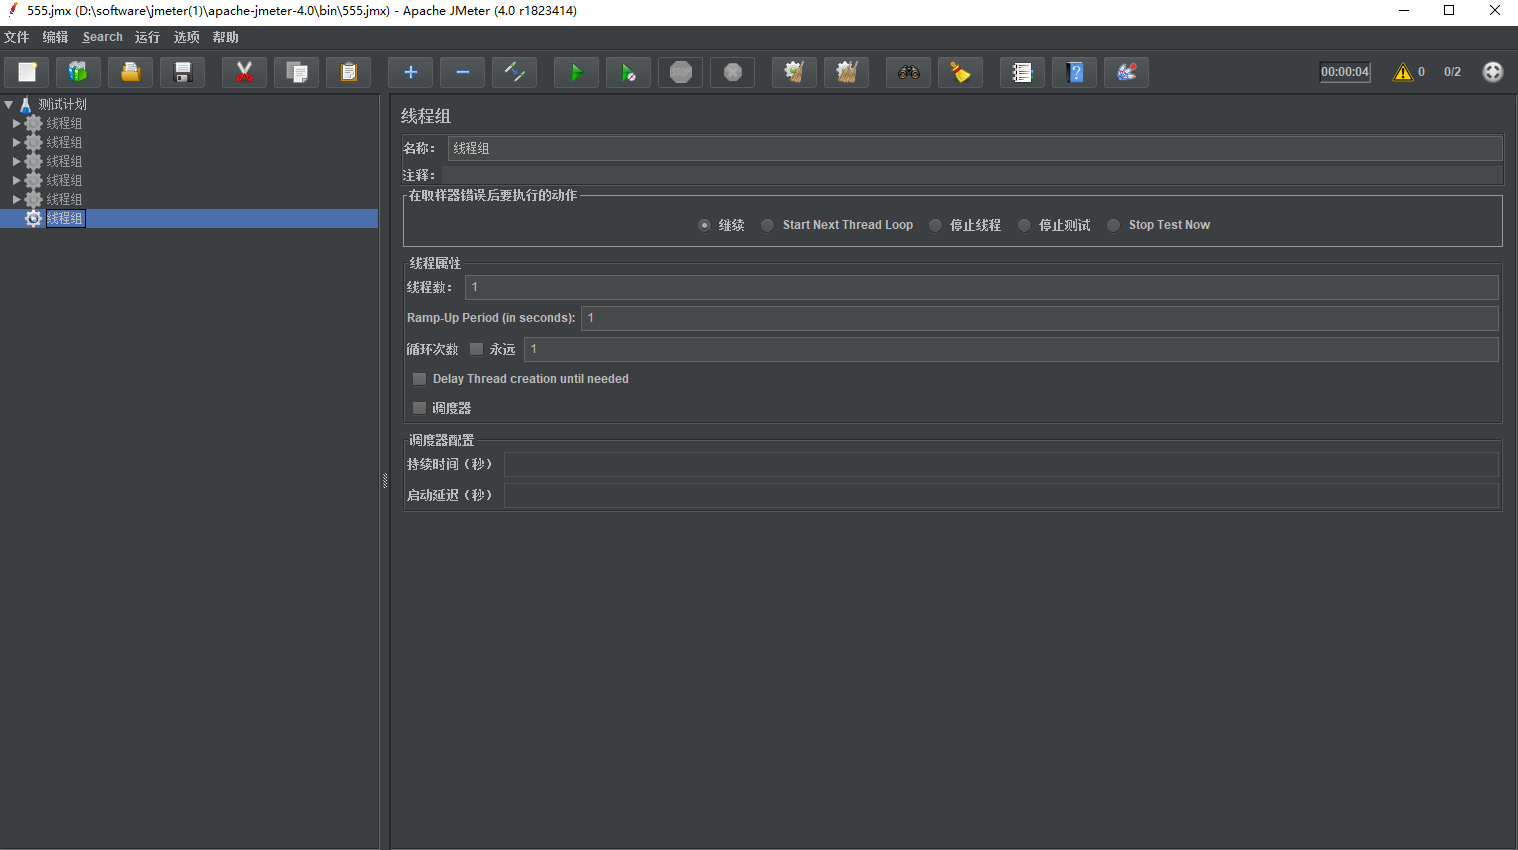 555.jmx (D:\software\jmeter(1)\apache-jmeter-4.0\bin\555.jmx) - Apache JMeter (4.0 r1823414)
文件 编辑 Search 运行 选项 帮助
STOP 00:00:04 0 0/2
测试计划
线程组
线程组
线程组
线程组
线程组
线程组
线程组
名称： 线程组
注释：
在取样器错误后要执行的动作
继续 Start Next Thread Loop 停止线程 停止测试 Stop Test Now
线程属性
线程数： 1
Ramp-Up Period (in seconds): 1
循环次数 永远 1
Delay Thread creation until needed
调度器
调度器配置
持续时间（秒）
启动延迟（秒）